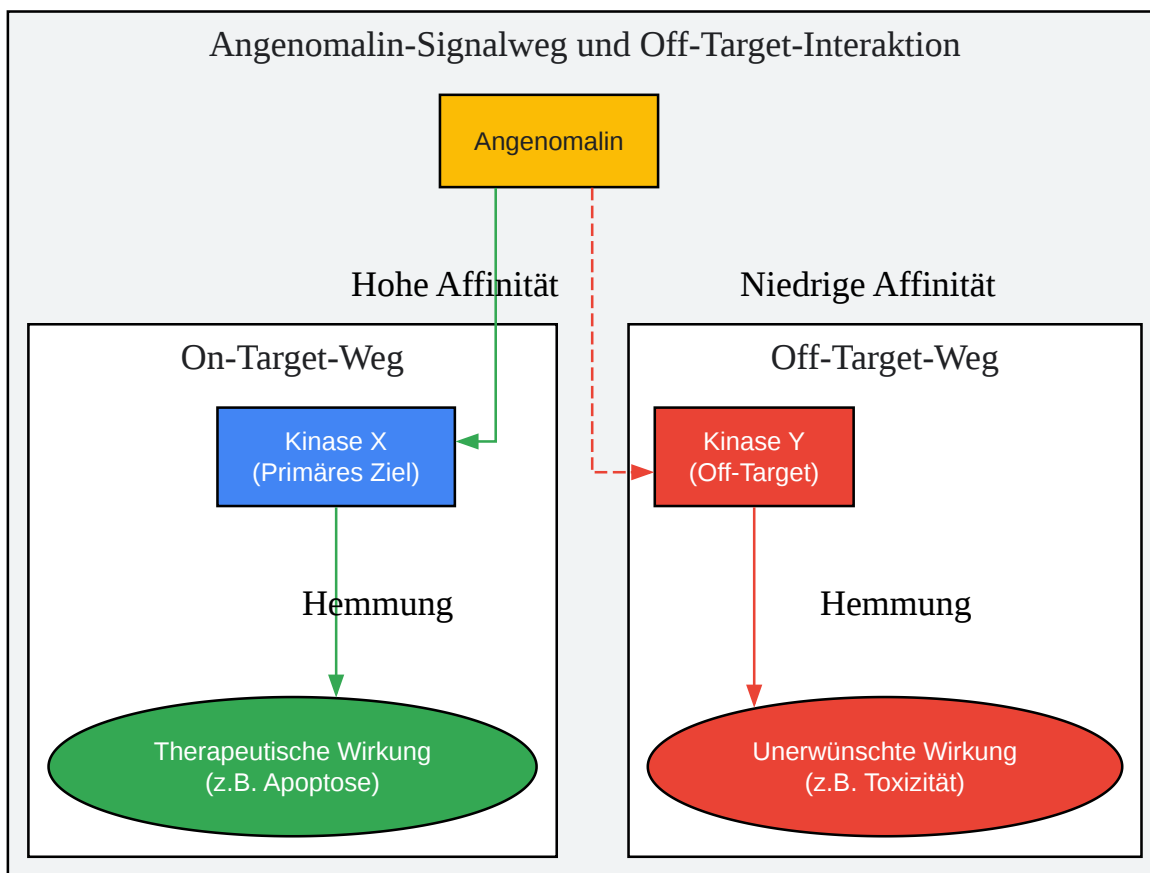 Angenomalin-Signalweg und Off-Target-Interaktion
Angenomalin
Hohe Affinität
Niedrige Affinität
On-Target-Weg
Kinase X
(Primäres Ziel)
Hemmung
Therapeutische Wirkung
(z.B. Apoptose)
Off-Target-Weg
Kinase Y
(Off-Target)
Hemmung
Unerwünschte Wirkung
(z.B. Toxizität)